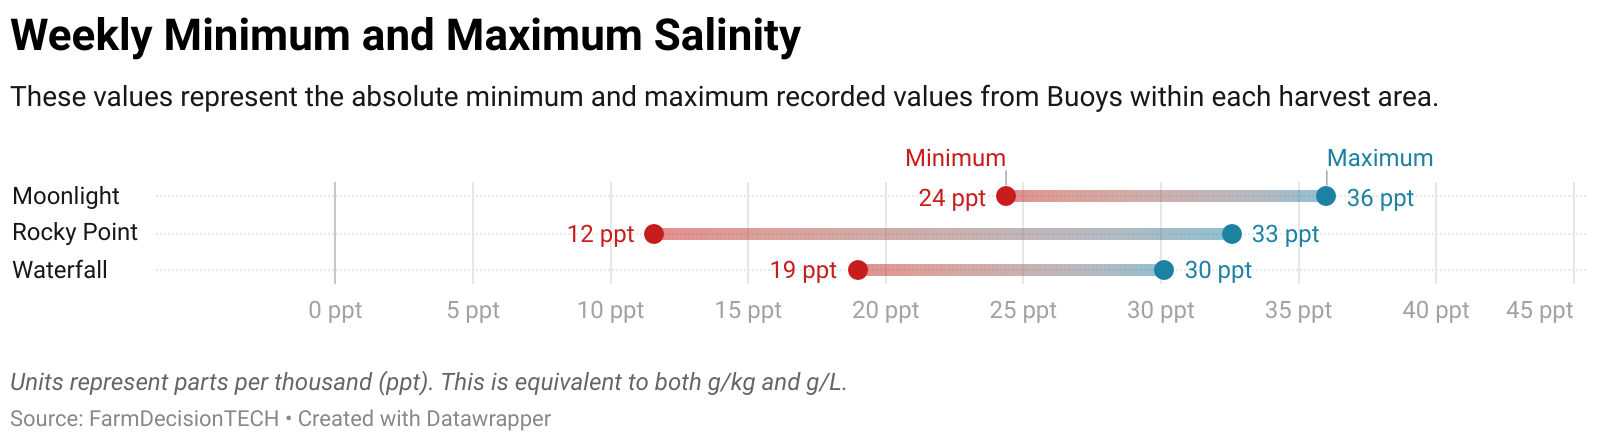 Weekly Minimum and Maximum Salinity
These values represent the absolute minimum and maximum recorded values from Buoys within each harvest area.
Minimum Maximum
Moonlight 24 ppt 36 ppt
Rocky Point 12 ppt 33 ppt
Waterfall 19 ppt 30 ppt
0 ppt 5 ppt 10 ppt 15 ppt 20 ppt 25 ppt 30 ppt 35 ppt 40 ppt 45 ppt
Units represent parts per thousand (ppt). This is equivalent to both g/kg and g/L.
Source: FarmDecisionTECH • Created with Datawrapper